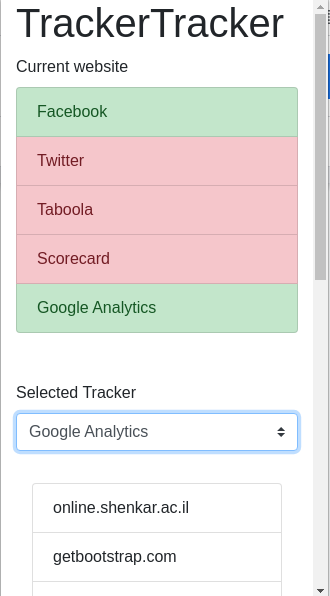 TrackerTracker
Current website
Facebook
Twitter
Taboola
Scorecard
Google Analytics
Selected Tracker
Google Analytics
online.shenkar.ac.il
getbootstrap.com